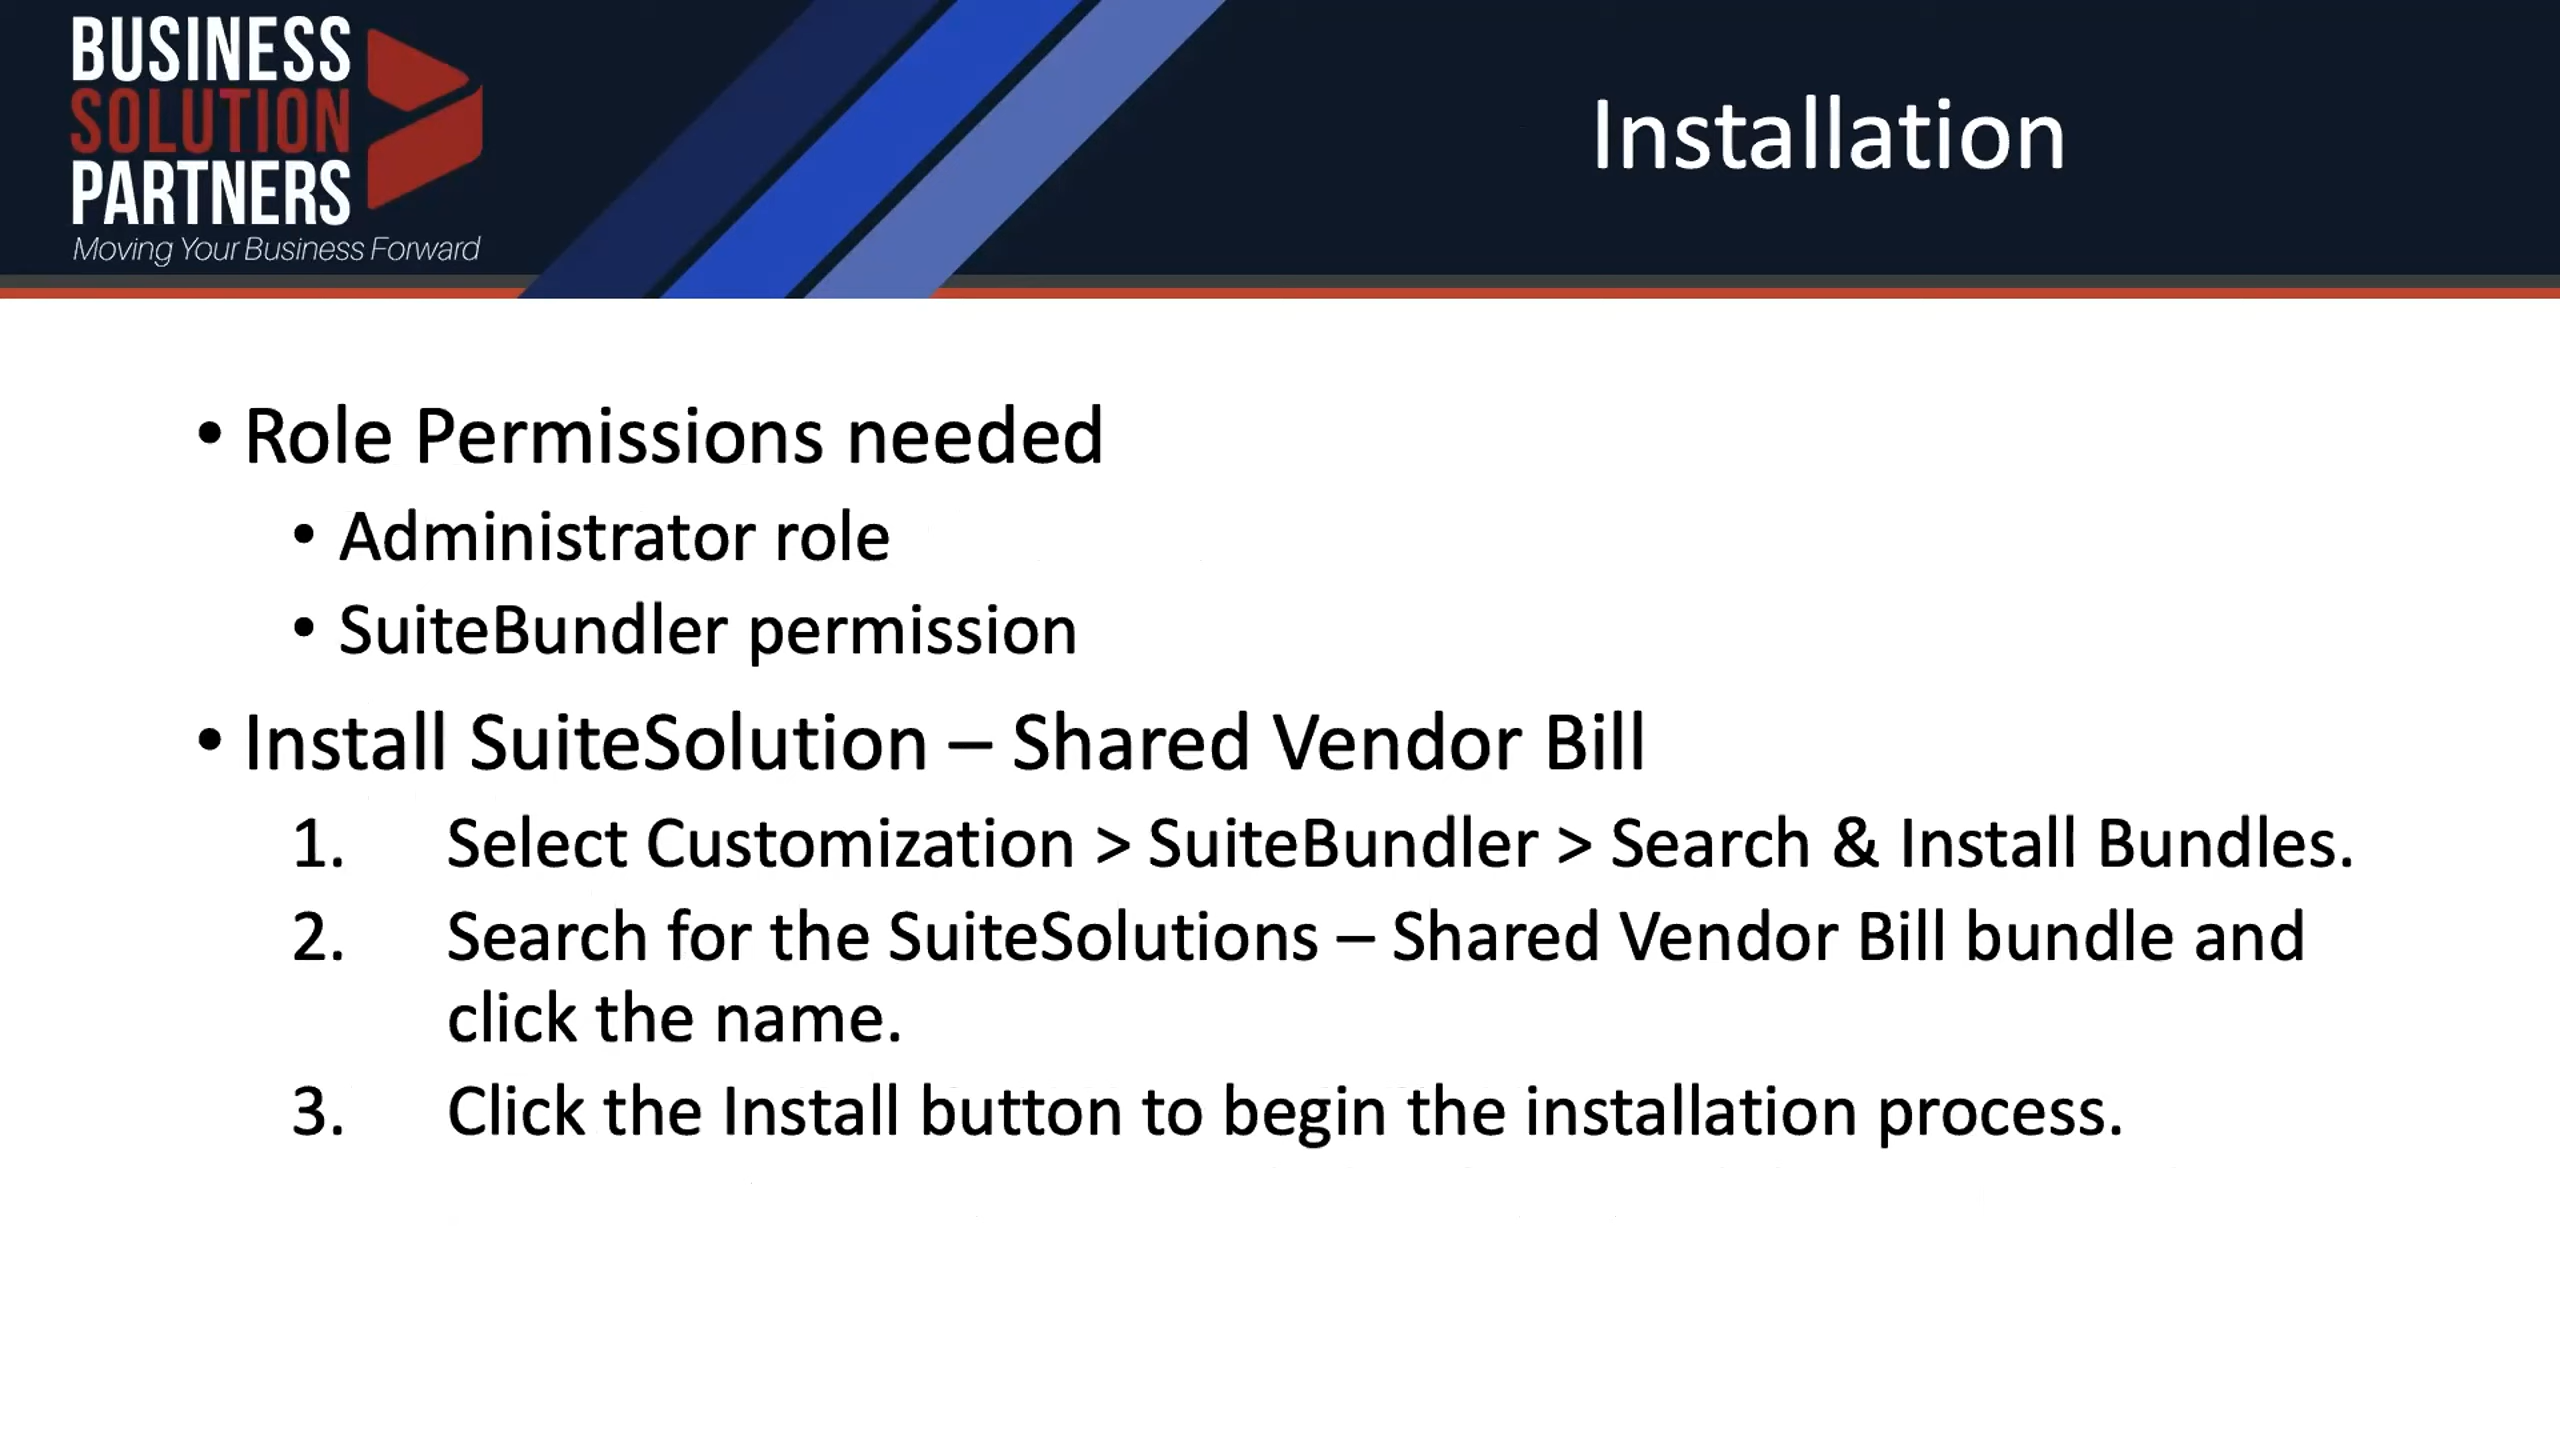 BUSINESS
SOLUTION
PARTNERS
Moving Your Business Forward
Installation
• Role Permissions needed
• Administrator role
• SuiteBundler permission
• Install SuiteSolution – Shared Vendor Bill
1. Select Customization > SuiteBundler > Search & Install Bundles.
2. Search for the SuiteSolutions – Shared Vendor Bill bundle and
click the name.
3. Click the Install button to begin the installation process.